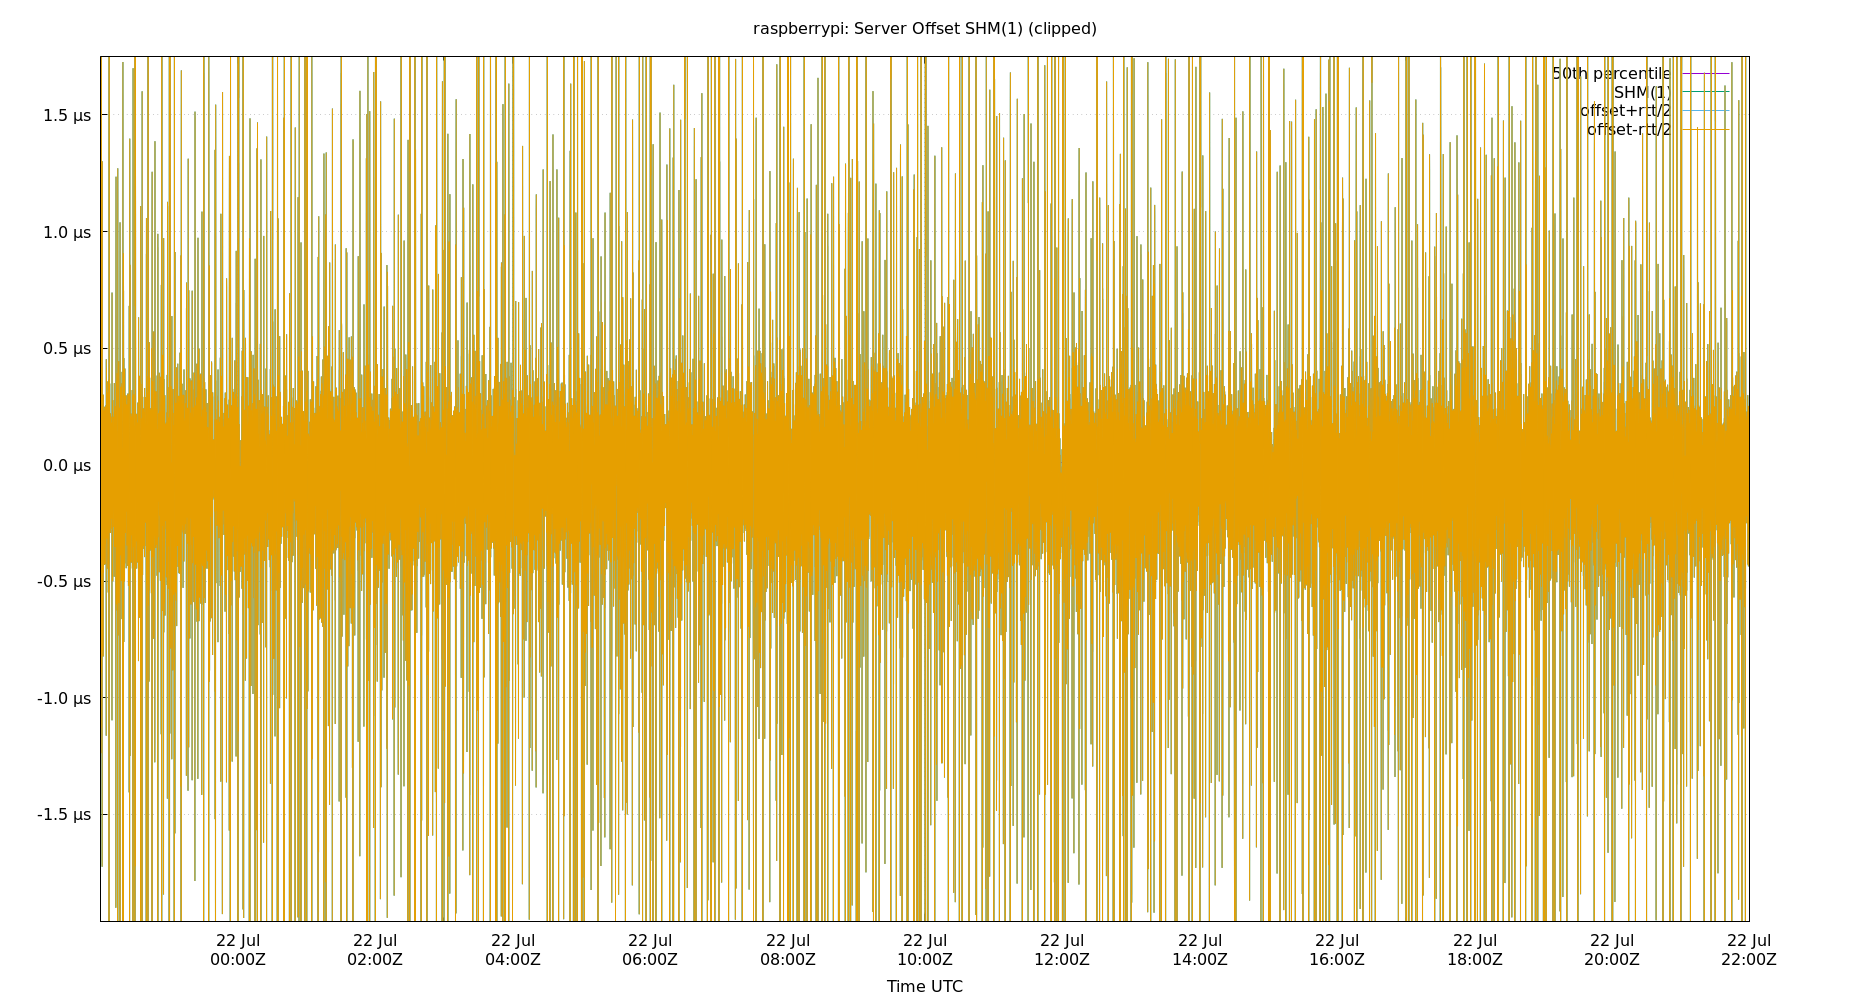 raspberrypi: Server Offset SHM(1) (clipped)
50th percentile
SHM(1)
offset+rtt/2
offset-rtt/2
1.5 µs
1.0 µs
0.5 µs
0.0 µs
-0.5 µs
-1.0 µs
-1.5 µs
22 Jul 22 Jul 22 Jul 22 Jul 22 Jul 22 Jul 22 Jul 22 Jul 22 Jul 22 Jul 22 Jul 22 Jul
00:00Z 02:00Z 04:00Z 06:00Z 08:00Z 10:00Z 12:00Z 14:00Z 16:00Z 18:00Z 20:00Z 22:00Z
Time UTC